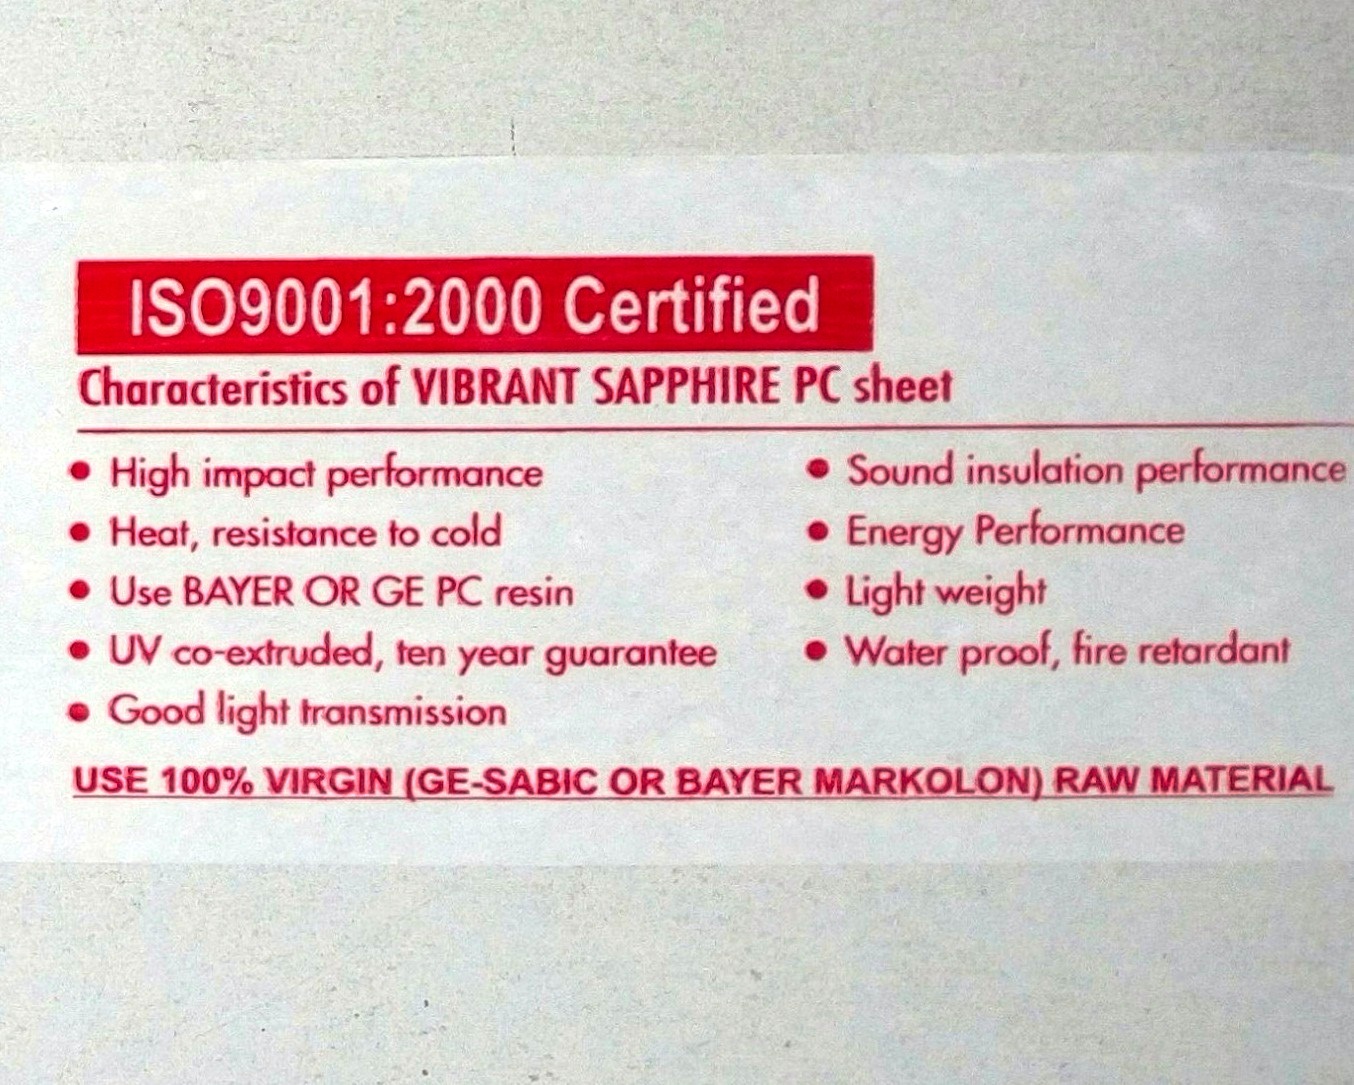 ISO9001:2000 Certified
Characteristics of VIBRANT SAPPHIRE PC sheet
• High impact performance
• Heat, resistance to cold
• Use BAYER OR GE PC resin
• UV co-extruded, ten year guarantee
• Good light transmission
• Sound insulation performance
• Energy Performance
• Light weight
• Water proof, fire retardant
USE 100% VIRGIN (GE-SABIC OR BAYER MARKOLON) RAW MATERIAL